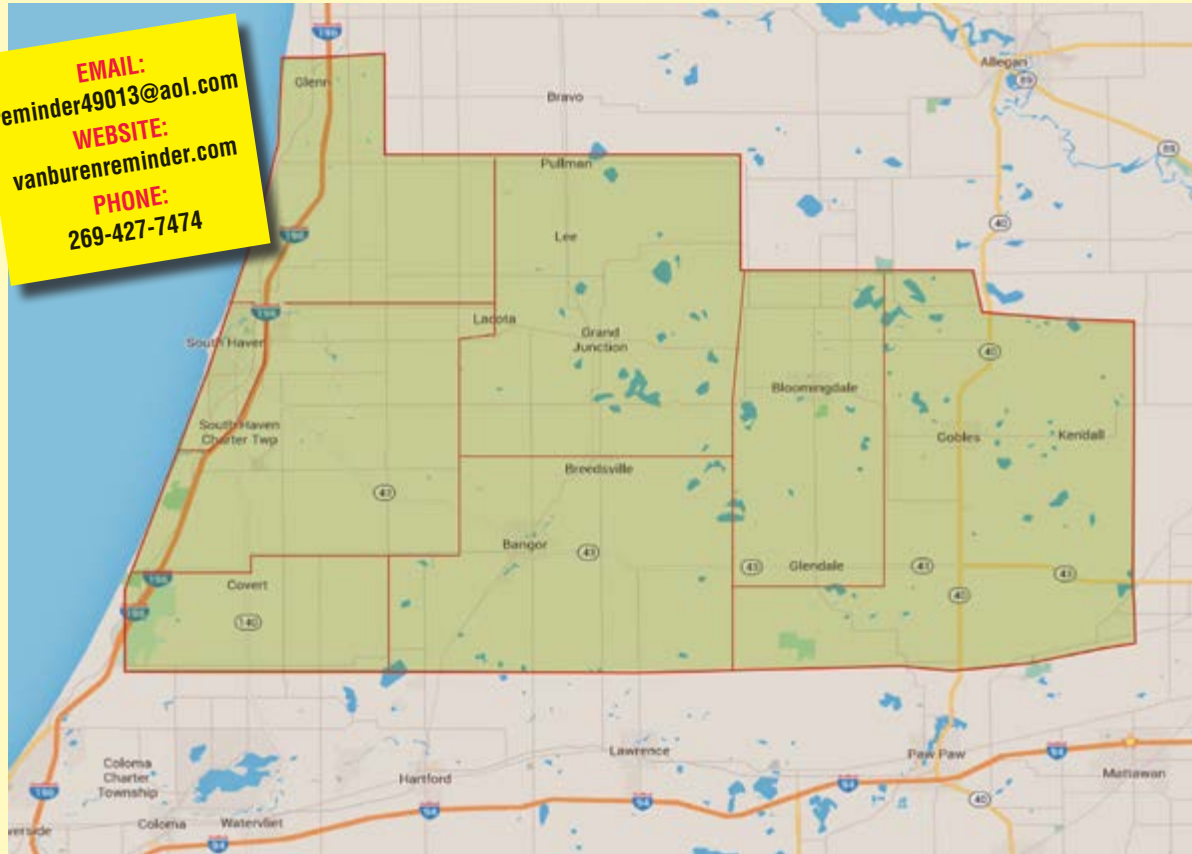 EMAIL:
eminder49013@aol.com
WEBSITE:
vanburenreminder.com
PHONE:
269-427-7474
196
Glenn
Allegan
89
Bravo
89
Pullman
40
Lee
196
196
Lacota
South Haven
Grand
Junction
40
Bloomingdale
South Haven
Charter Twp
Gobles
Kendall
Breedsville
43
Bangor
43
43
Glendale
43
43
196
Covert
40
196
140
Lawrence
Paw Paw
94
Coloma
Charter
Township
Hartford
Mattawan
94
196
94
94
40
Coloma
Watervliet
verside
94